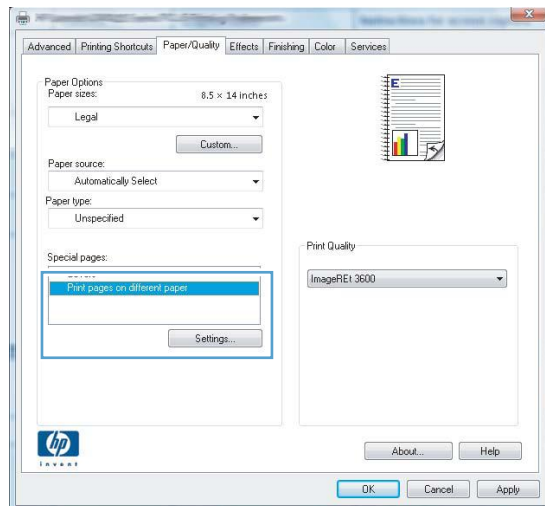 Advanced Printing Shortcuts Paper/Quality Effects Finishing Color Services
Paper Options
Paper sizes: 8.5 × 14 inches
Legal
Custom...
Paper source:
Automatically Select
Paper type:
Unspecified
Special pages:
Print pages on different paper
Settings...
E
Print Quality
ImageREt 3600
hp
invent
About... Help
OK Cancel Apply